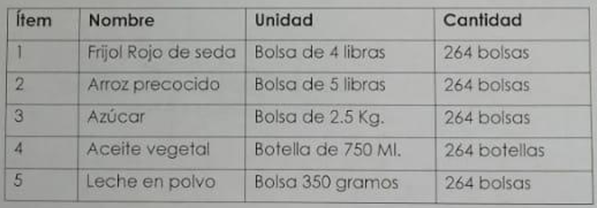 Ítem Nombre Unidad Cantidad
1 Frijol Rojo de seda Bolsa de 4 libras 264 bolsas
2 Arroz precocido Bolsa de 5 libras 264 bolsas
3 Azúcar Bolsa de 2.5 Kg. 264 bolsas
4 Aceite vegetal Botella de 750 Ml. 264 botellas
5 Leche en polvo Bolsa 350 gramos 264 bolsas